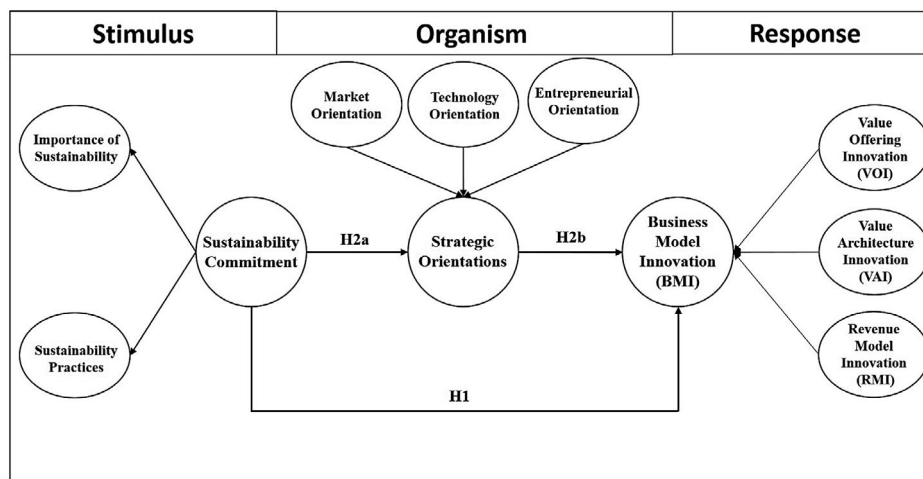 Stimulus
Organism
Response
Market
Orientation
Technology
Orientation
Entrepreneurial
Orientation
Importance of
Sustainability
Value
Offering
Innovation
(VOI)
Sustainability
Commitment
H2a
Strategic
Orientations
H2b
Business
Model
Innovation
(BMI)
Value
Architecture
Innovation
(VAI)
Sustainability
Practices
Revenue
Model
Innovation
(RMI)
H1